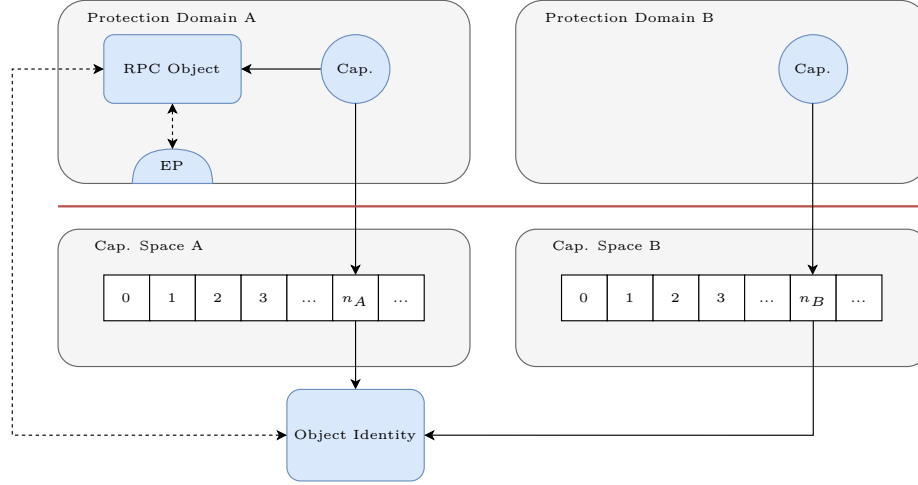 Protection Domain A
Protection Domain B
RPC Object
Cap.
Cap.
EP
Cap. Space A
Cap. Space B
0 1 2 3 ... n_A ...
0 1 2 3 ... n_B ...
Object Identity